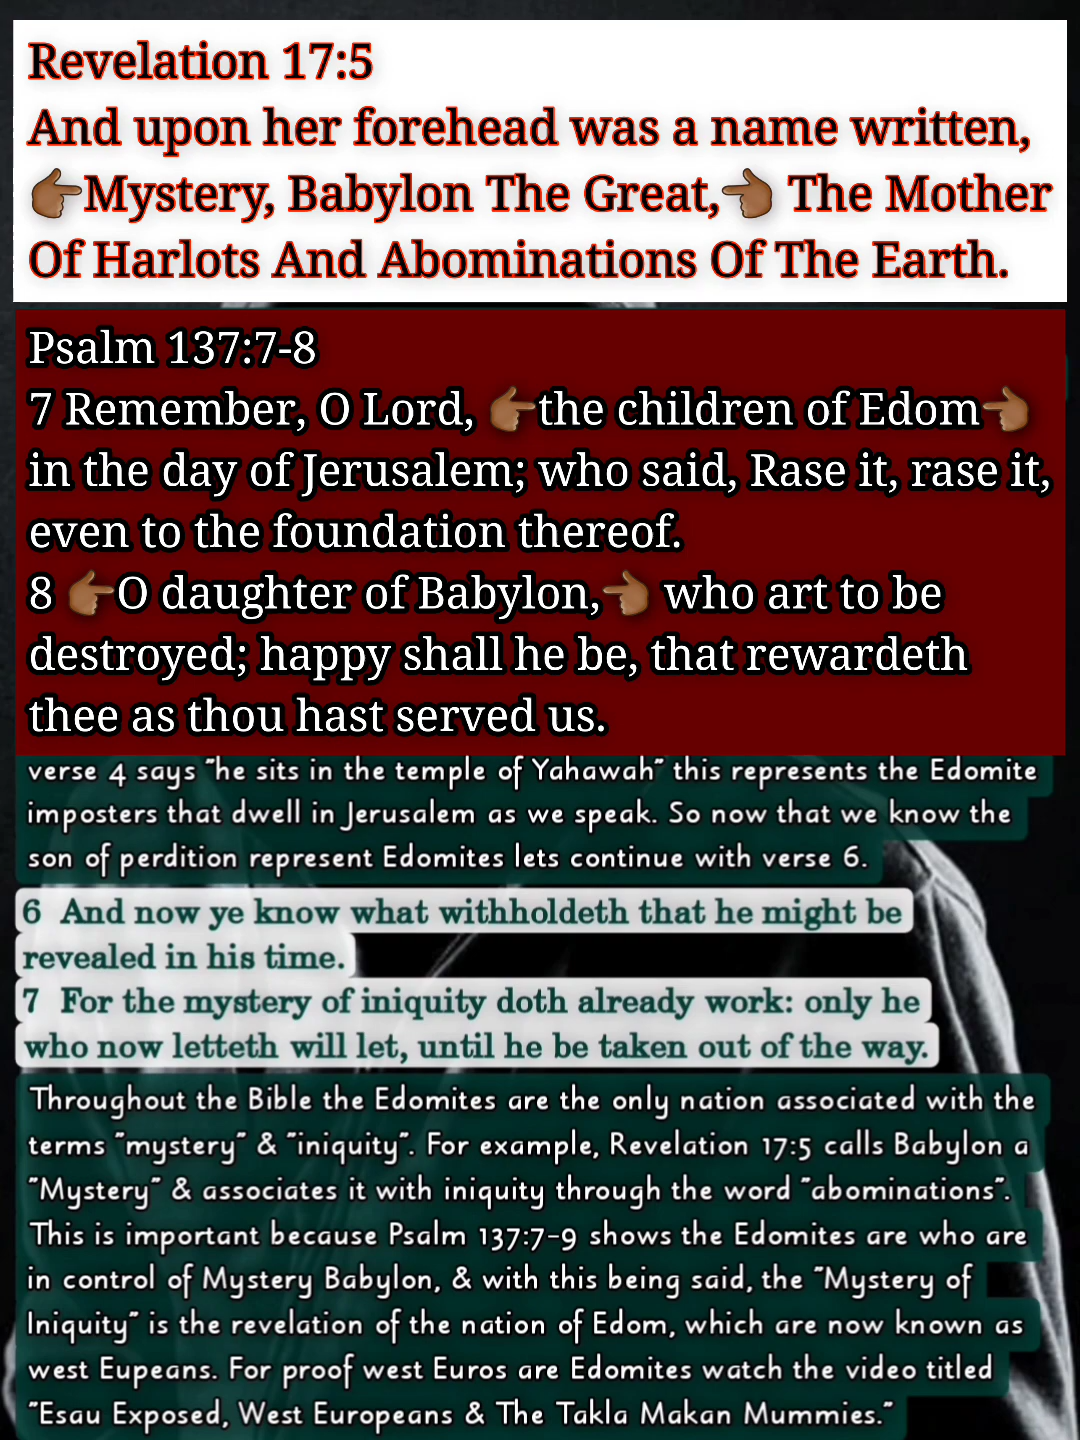 Revelation 17:5
And upon her forehead was a name written,
👉🏾Mystery, Babylon The Great,👈🏾 The Mother
Of Harlots And Abominations Of The Earth.
Psalm 137:7-8
7 Remember, O Lord, 👉🏾the children of Edom👈🏾
in the day of Jerusalem; who said, Rase it, rase it,
even to the foundation thereof.
8 👉🏾O daughter of Babylon,👈🏾 who art to be
destroyed; happy shall he be, that rewardeth
thee as thou hast served us.
verse 4 says "he sits in the temple of Yahawah" this represents the Edomite
imposters that dwell in Jerusalem as we speak. So now that we know the
son of perdition represent Edomites lets continue with verse 6.
6 And now ye know what withholdeth that he might be
revealed in his time.
7 For the mystery of iniquity doth already work: only he
who now letteth will let, until he be taken out of the way.
Throughout the Bible the Edomites are the only nation associated with the
terms "mystery" & "iniquity". For example, Revelation 17:5 calls Babylon a
"Mystery" & associates it with iniquity through the word "abominations".
This is important because Psalm 137:7-9 shows the Edomites are who are
in control of Mystery Babylon, & with this being said, the "Mystery of
Iniquity" is the revelation of the nation of Edom, which are now known as
west Eupeans. For proof west Euros are Edomites watch the video titled
"Esau Exposed, West Europeans & The Takla Makan Mummies."